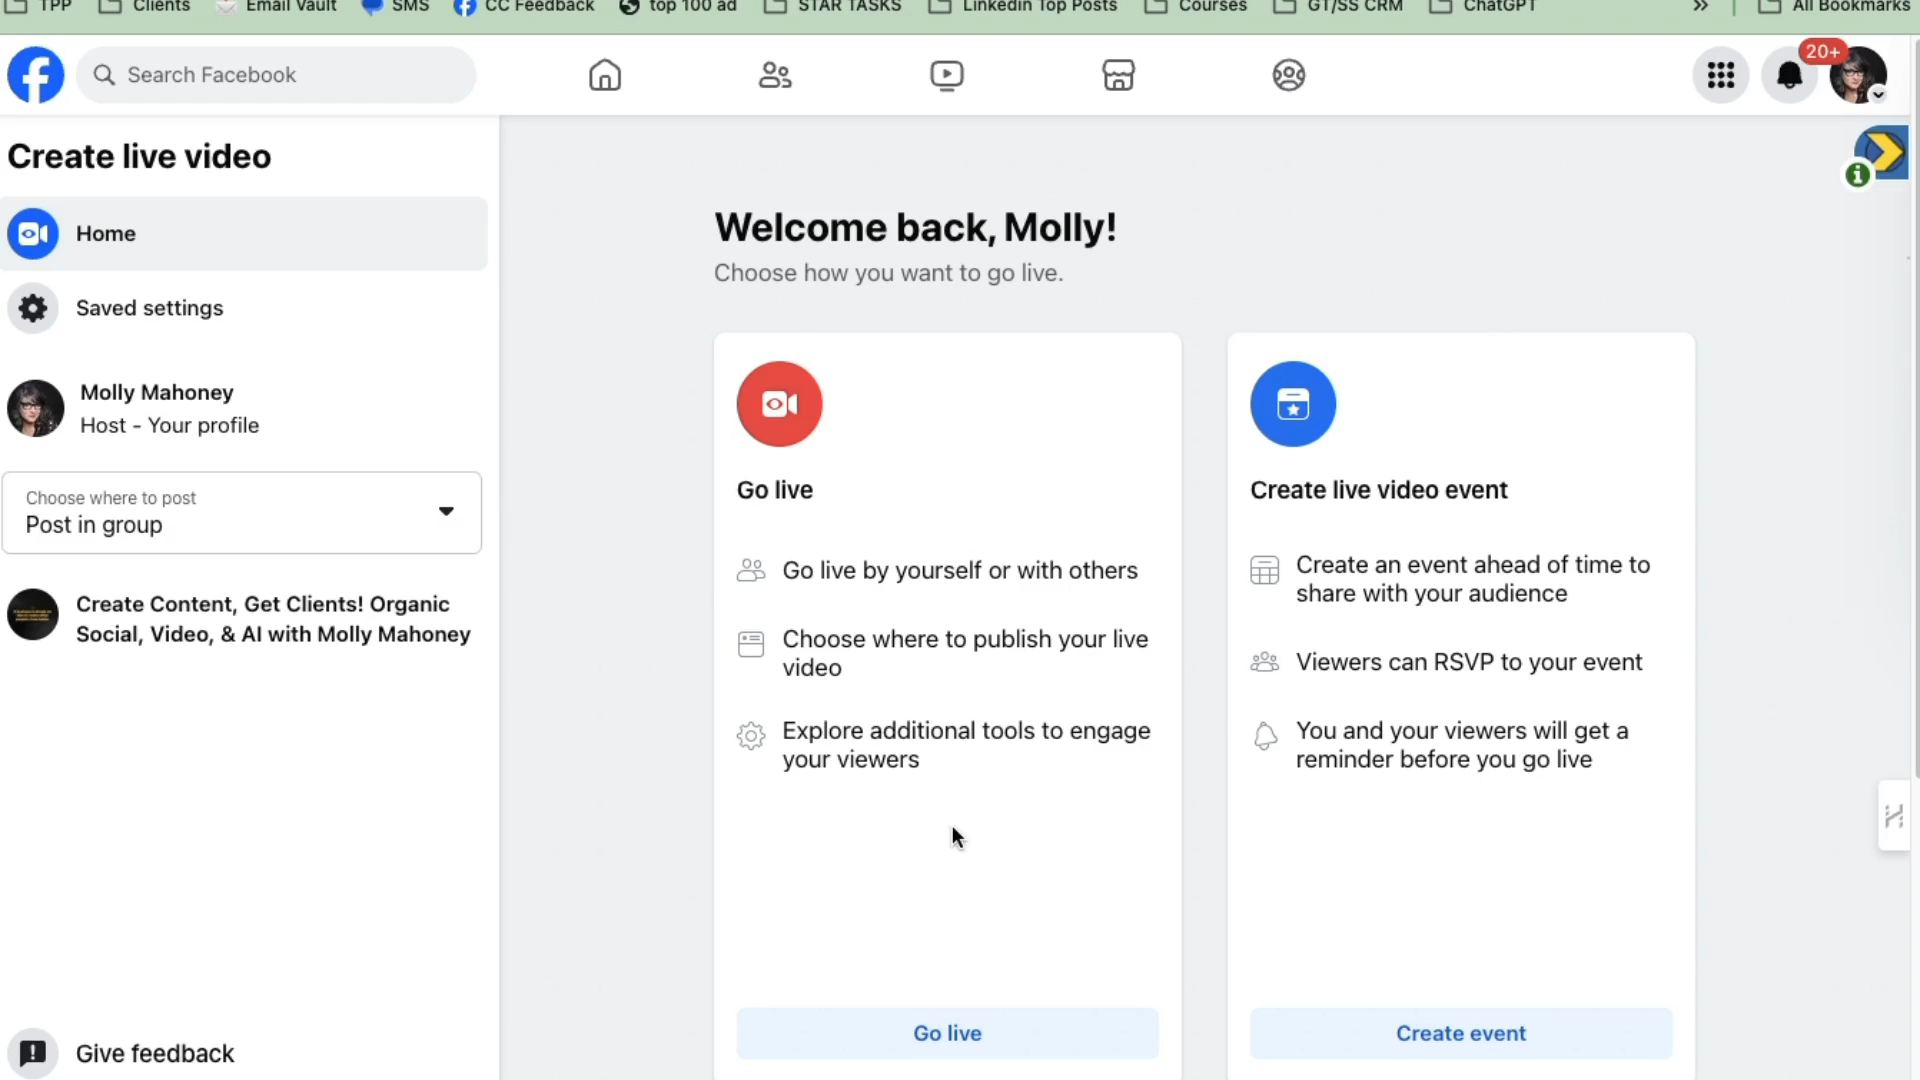 TPP
Clients
Email Vault
SMS
CC Feedback
top 100 ad
STAR TASKS
Linkedin Top Posts
Courses
GT/SS CRM
ChatGPT
»
All Bookmarks
Search Facebook
20+
Create live video
Home
Saved settings
Molly Mahoney
Host - Your profile
Choose where to post
Post in group
Create Content, Get Clients! Organic
Social, Video, & AI with Molly Mahoney
Give feedback
Welcome back, Molly!
Choose how you want to go live.
Go live
Go live by yourself or with others
Choose where to publish your live
video
Explore additional tools to engage
your viewers
Go live
Create live video event
Create an event ahead of time to
share with your audience
Viewers can RSVP to your event
You and your viewers will get a
reminder before you go live
Create event